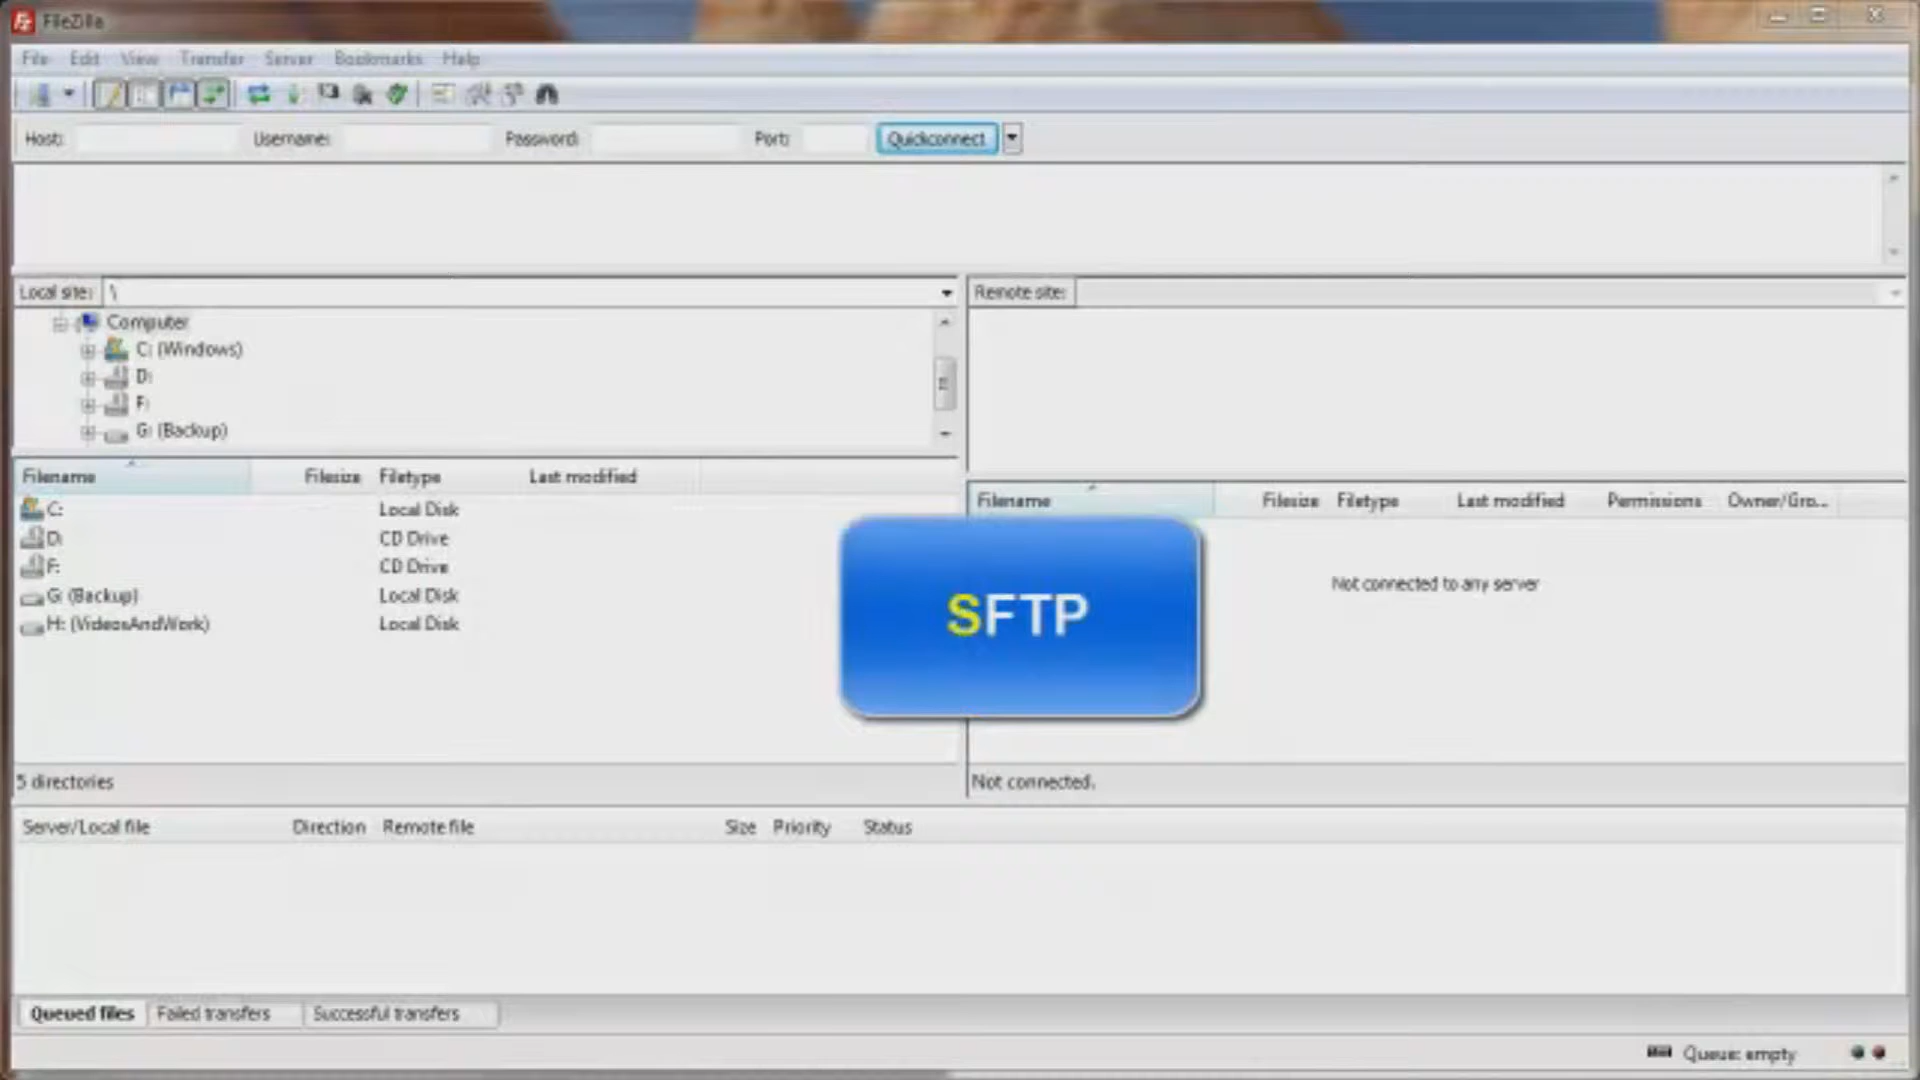 FileZilla
File Edit View Transfer Server Bookmarks Help
Host: Username: Password: Port: Quickconnect
Local site: \
Remote site:
Computer
C: (Windows)
D:
F:
G: (Backup)
Filename Filesize Filetype Last modified
C: Local Disk
D: CD Drive
F: CD Drive
G: (Backup) Local Disk
H: (VideosAndWork) Local Disk
5 directories
Filename Filesize Filetype Last modified Permissions Owner/Gro...
Not connected to any server
SFTP
Not connected.
Server/Local file Direction Remote file Size Priority Status
Queued files Failed transfers Successful transfers
Queue: empty